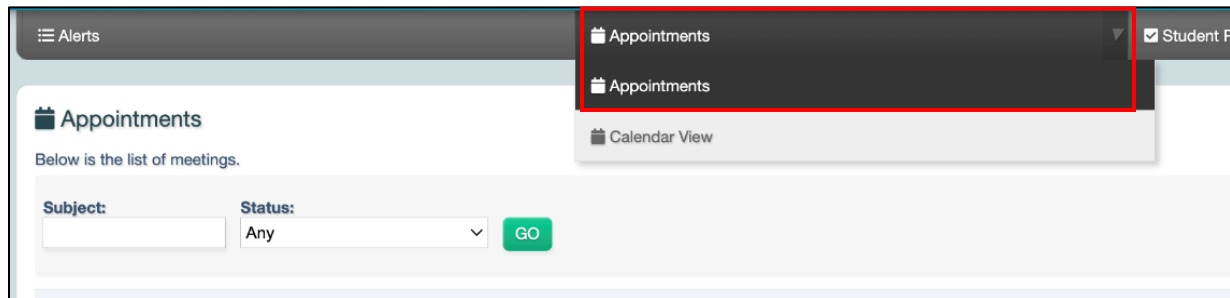 Alerts
Appointments
Student
Appointments
Calendar View
Appointments
Below is the list of meetings.
Subject:
Status:
Any
GO